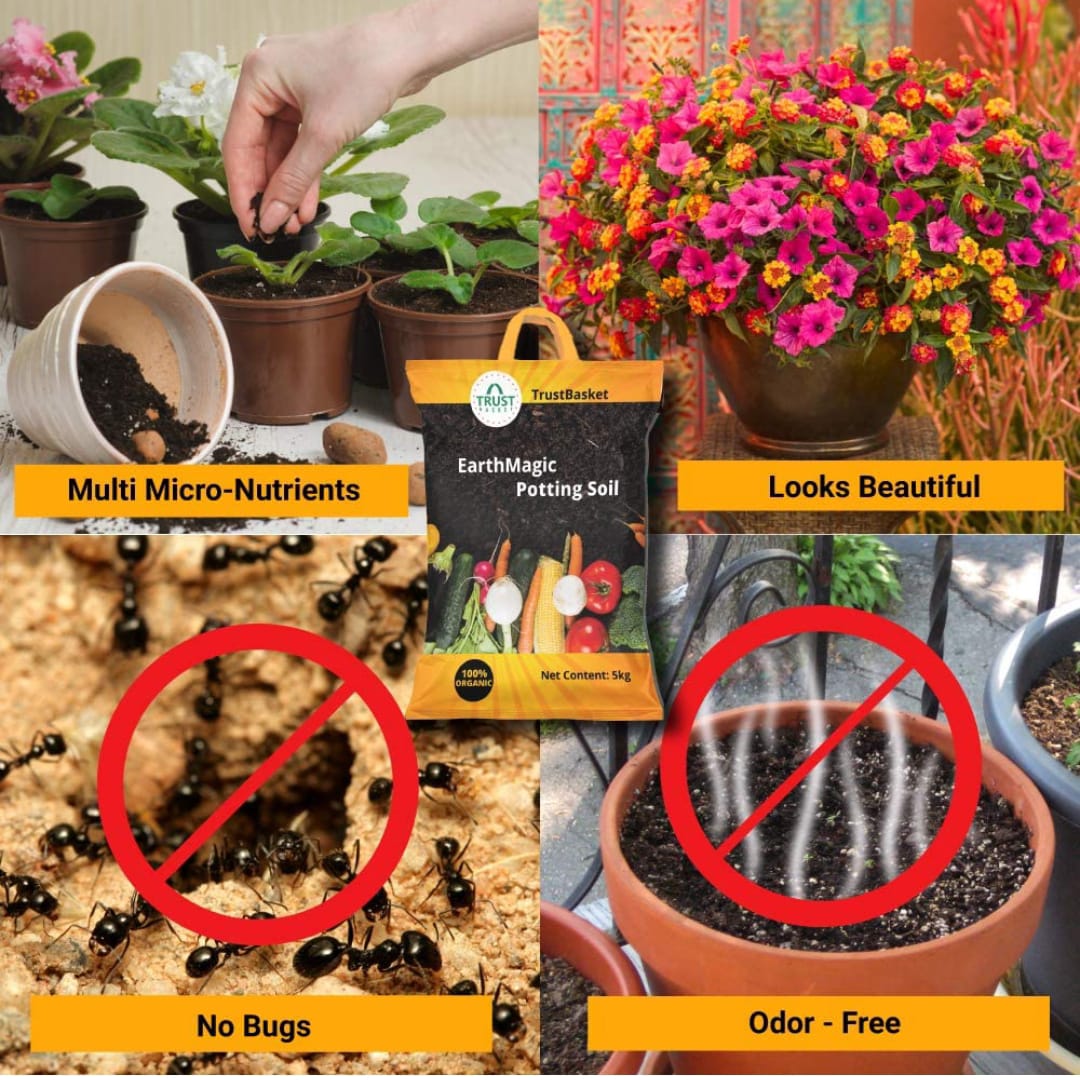 TRUST
BASKET
TrustBasket
EarthMagic
Potting Soil
Multi Micro-Nutrients
Looks Beautiful
100%
ORGANIC
Net Content: 5kg
No Bugs
Odor - Free